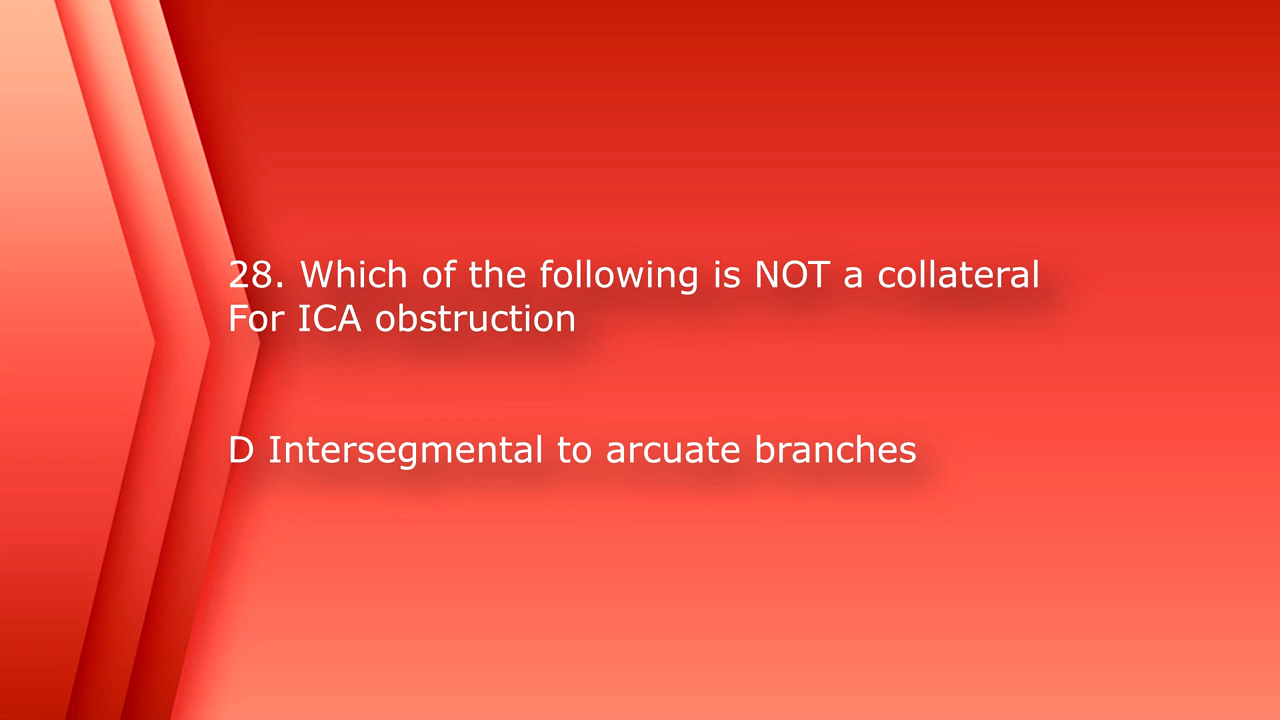 28. Which of the following is NOT a collateral
For ICA obstruction
D Intersegmental to arcuate branches